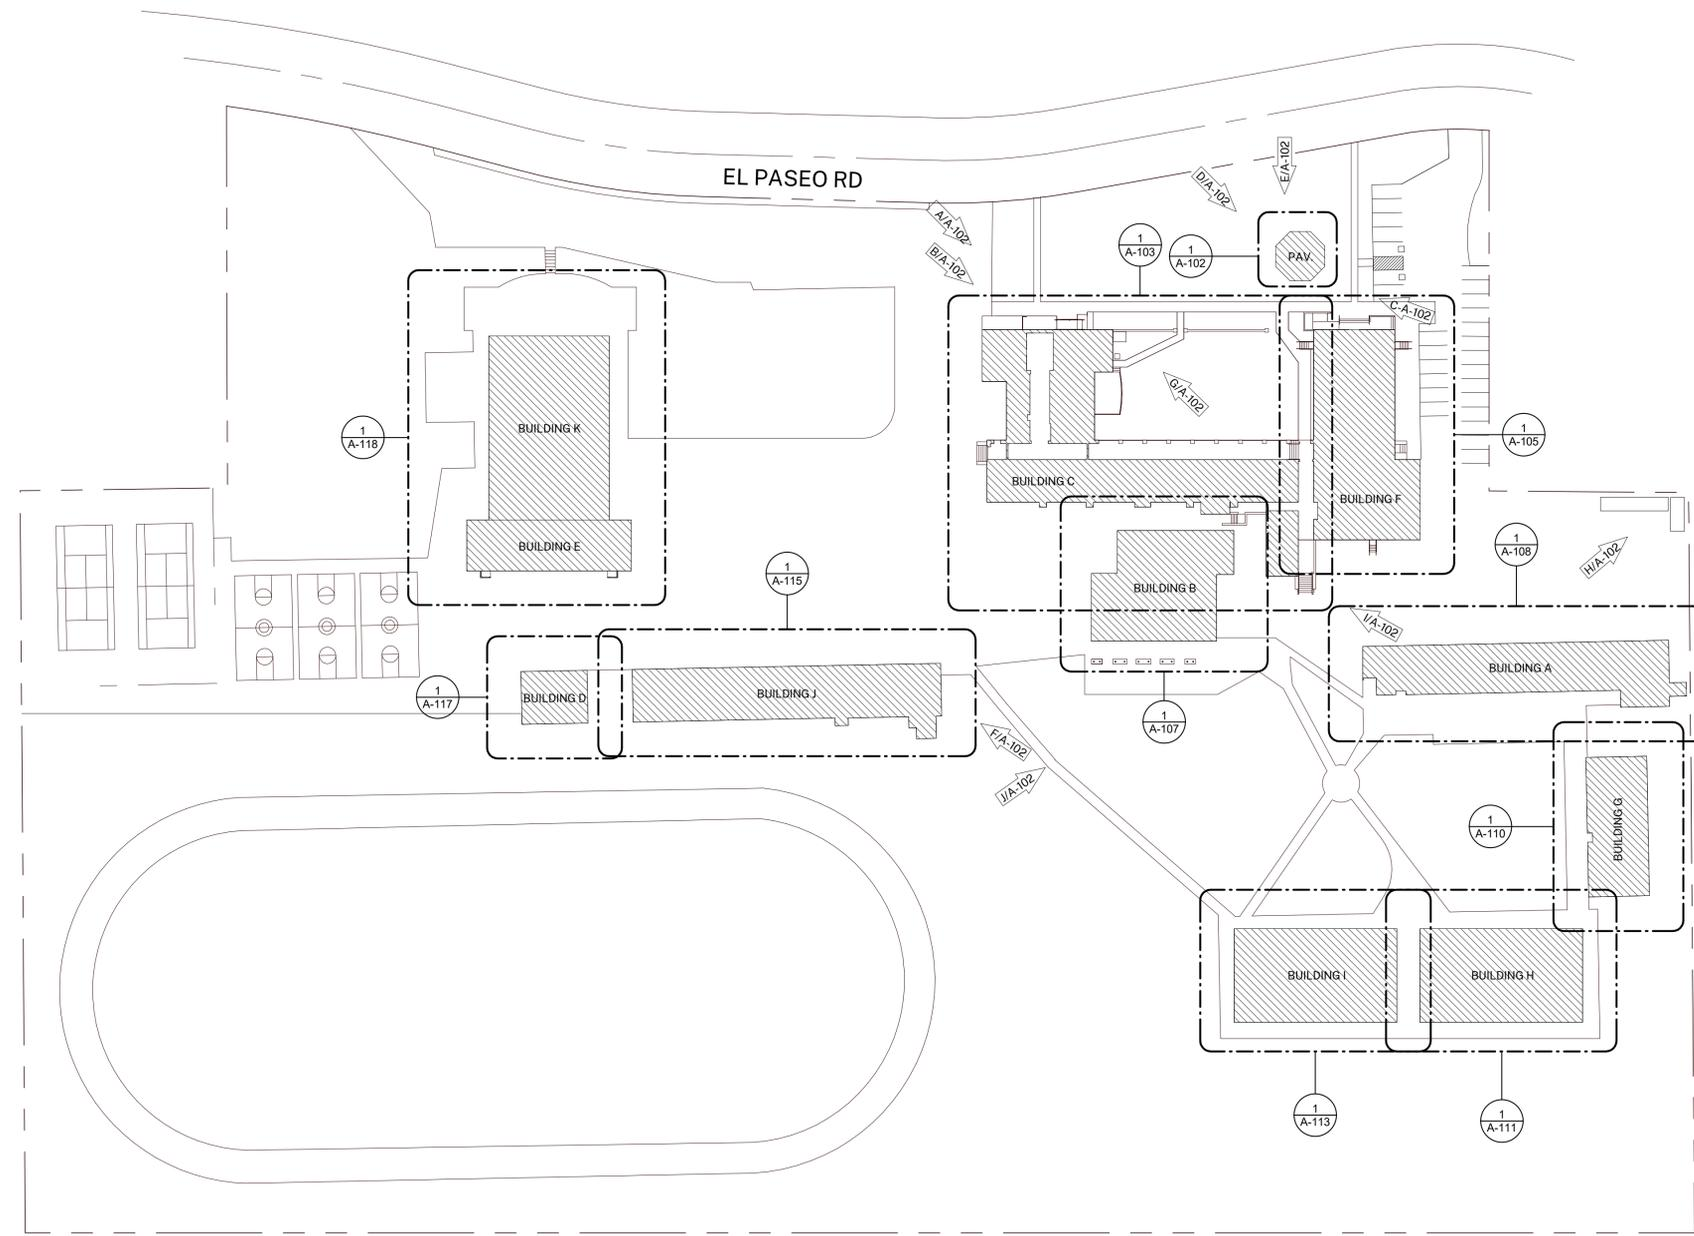 EL PASEO RD
E/A-102
D/A-102
A/A-102
B/A-102
1
A-103
1
A-102
PAV.
C-A-102
G/A-102
1
A-118
BUILDING K
1
A-105
BUILDING C
BUILDING F
BUILDING E
1
A-108
H/A-102
1
A-115
BUILDING B
I/A-102
BUILDING A
1
A-117
BUILDING D
BUILDING J
1
A-107
F/A-102
J/A-102
1
A-110
BUILDING G
BUILDING I
BUILDING H
1
A-113
1
A-111